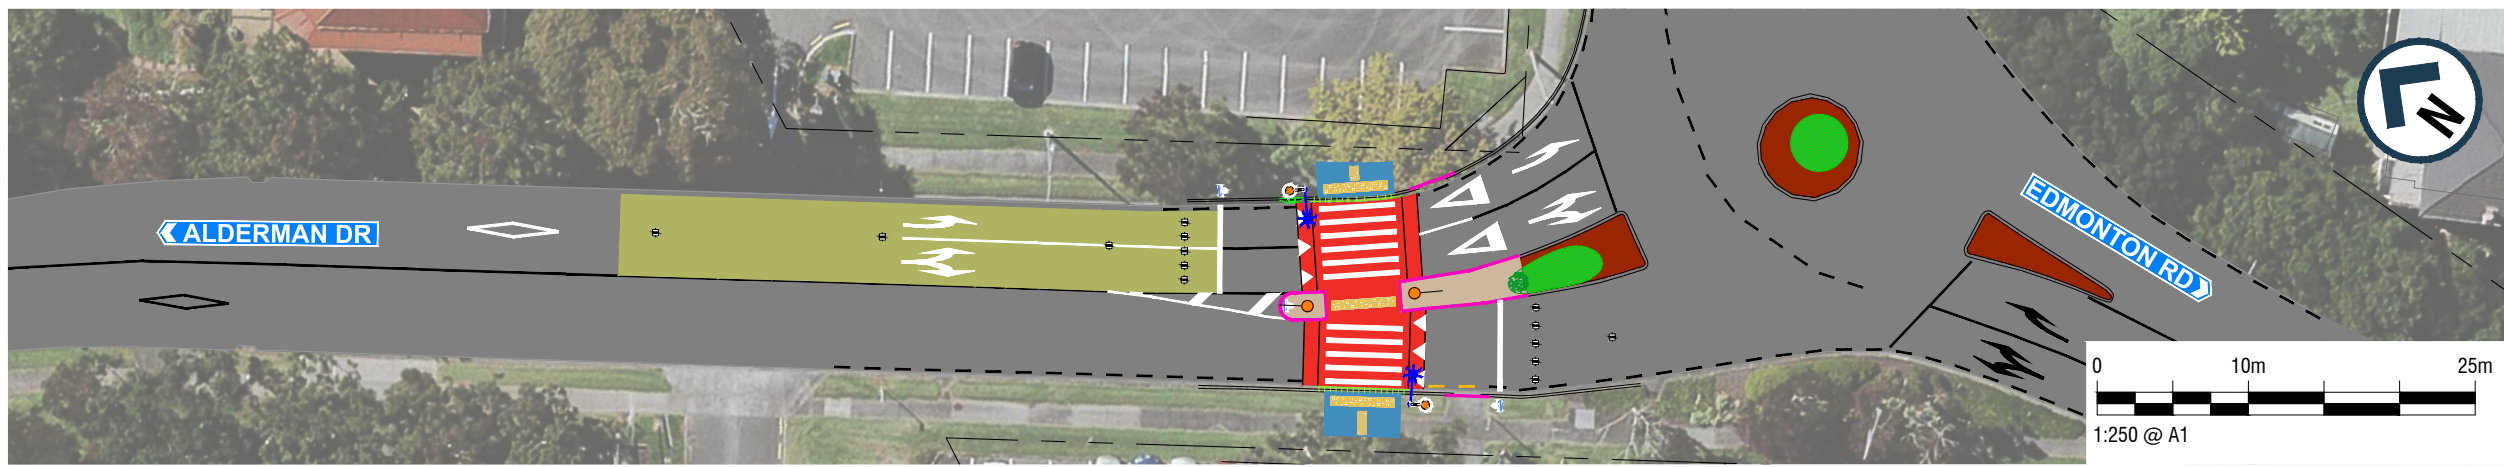 ALDERMAN DR
EDMONTON RD
N
0 10m 25m
1:250 @ A1